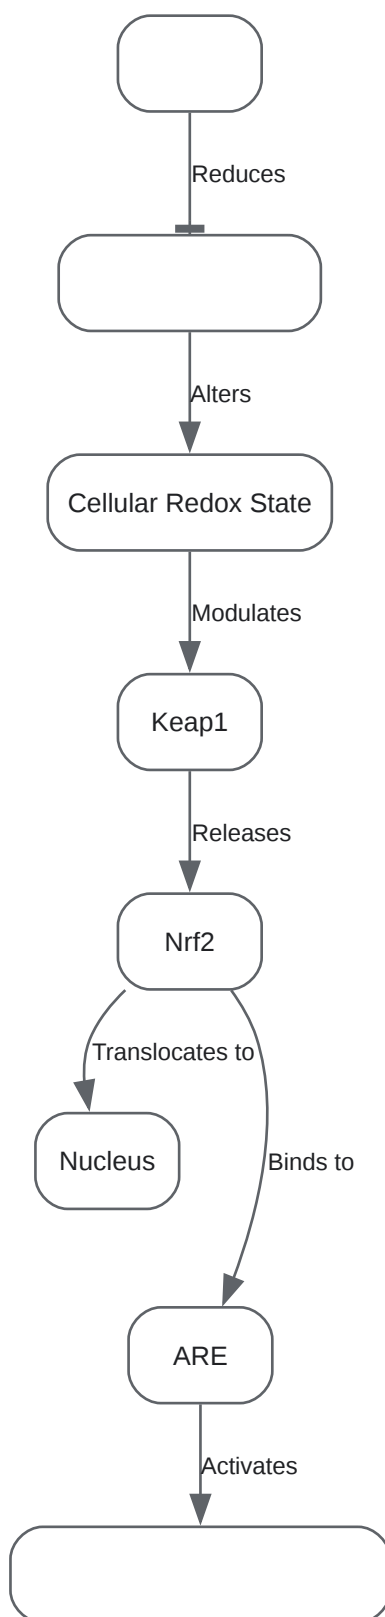 Reduces
Alters
Cellular Redox State
Modulates
Keap1
Releases
Nrf2
Translocates to
Nucleus
Binds to
ARE
Activates